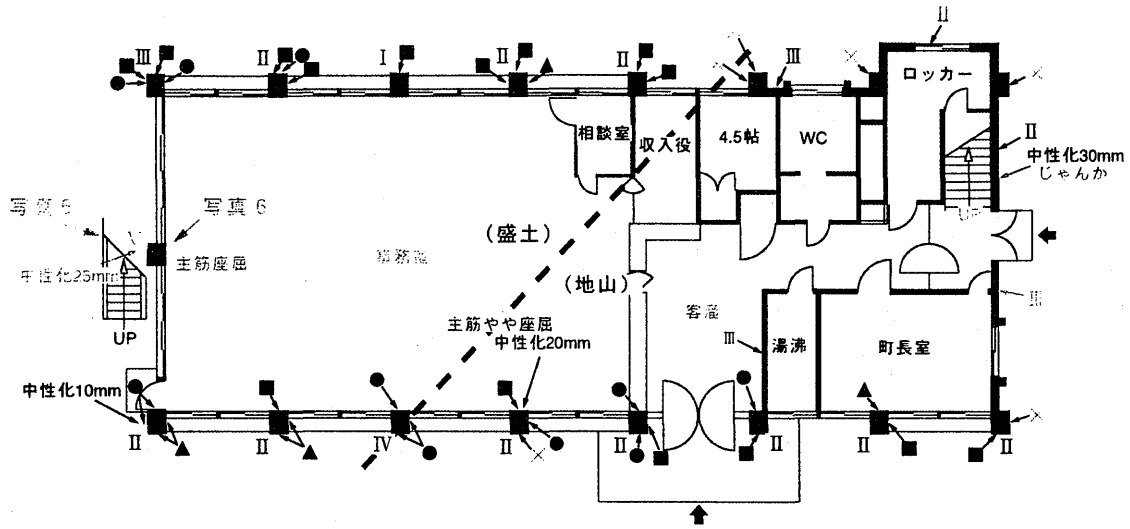 II
III II I II II III
ロッカー
相談室 収入役 4.5帖 WC
II
中性化30mm
じゃんか
写真6
(盛土)
主筋座屈
中性化25mm
(地山)
UP
III
客溜
主筋やや座屈
中性化20mm
III
湯沸 町長室
中性化10mm
II II IV II II II II II